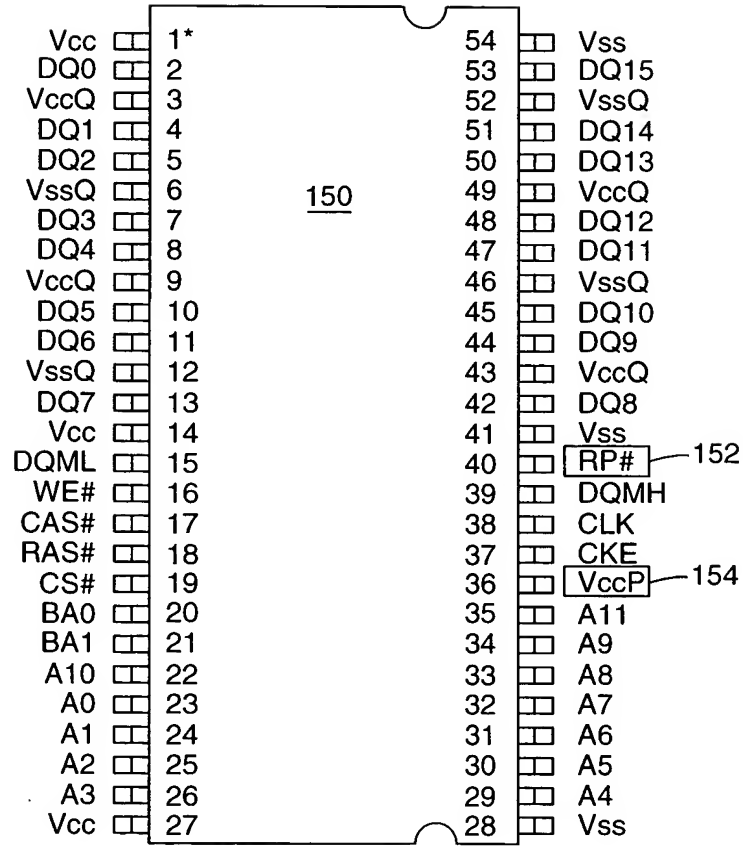 Vcc 1* 54 Vss
DQ0 2 53 DQ15
VccQ 3 52 VssQ
DQ1 4 51 DQ14
DQ2 5 50 DQ13
VssQ 6 150 49 VccQ
DQ3 7 48 DQ12
DQ4 8 47 DQ11
VccQ 9 46 VssQ
DQ5 10 45 DQ10
DQ6 11 44 DQ9
VssQ 12 43 VccQ
DQ7 13 42 DQ8
Vcc 14 41 Vss
DQML 15 40 RP# 152
WE# 16 39 DQMH
CAS# 17 38 CLK
RAS# 18 37 CKE
CS# 19 36 VccP 154
BA0 20 35 A11
BA1 21 34 A9
A10 22 33 A8
A0 23 32 A7
A1 24 31 A6
A2 25 30 A5
A3 26 29 A4
Vcc 27 28 Vss